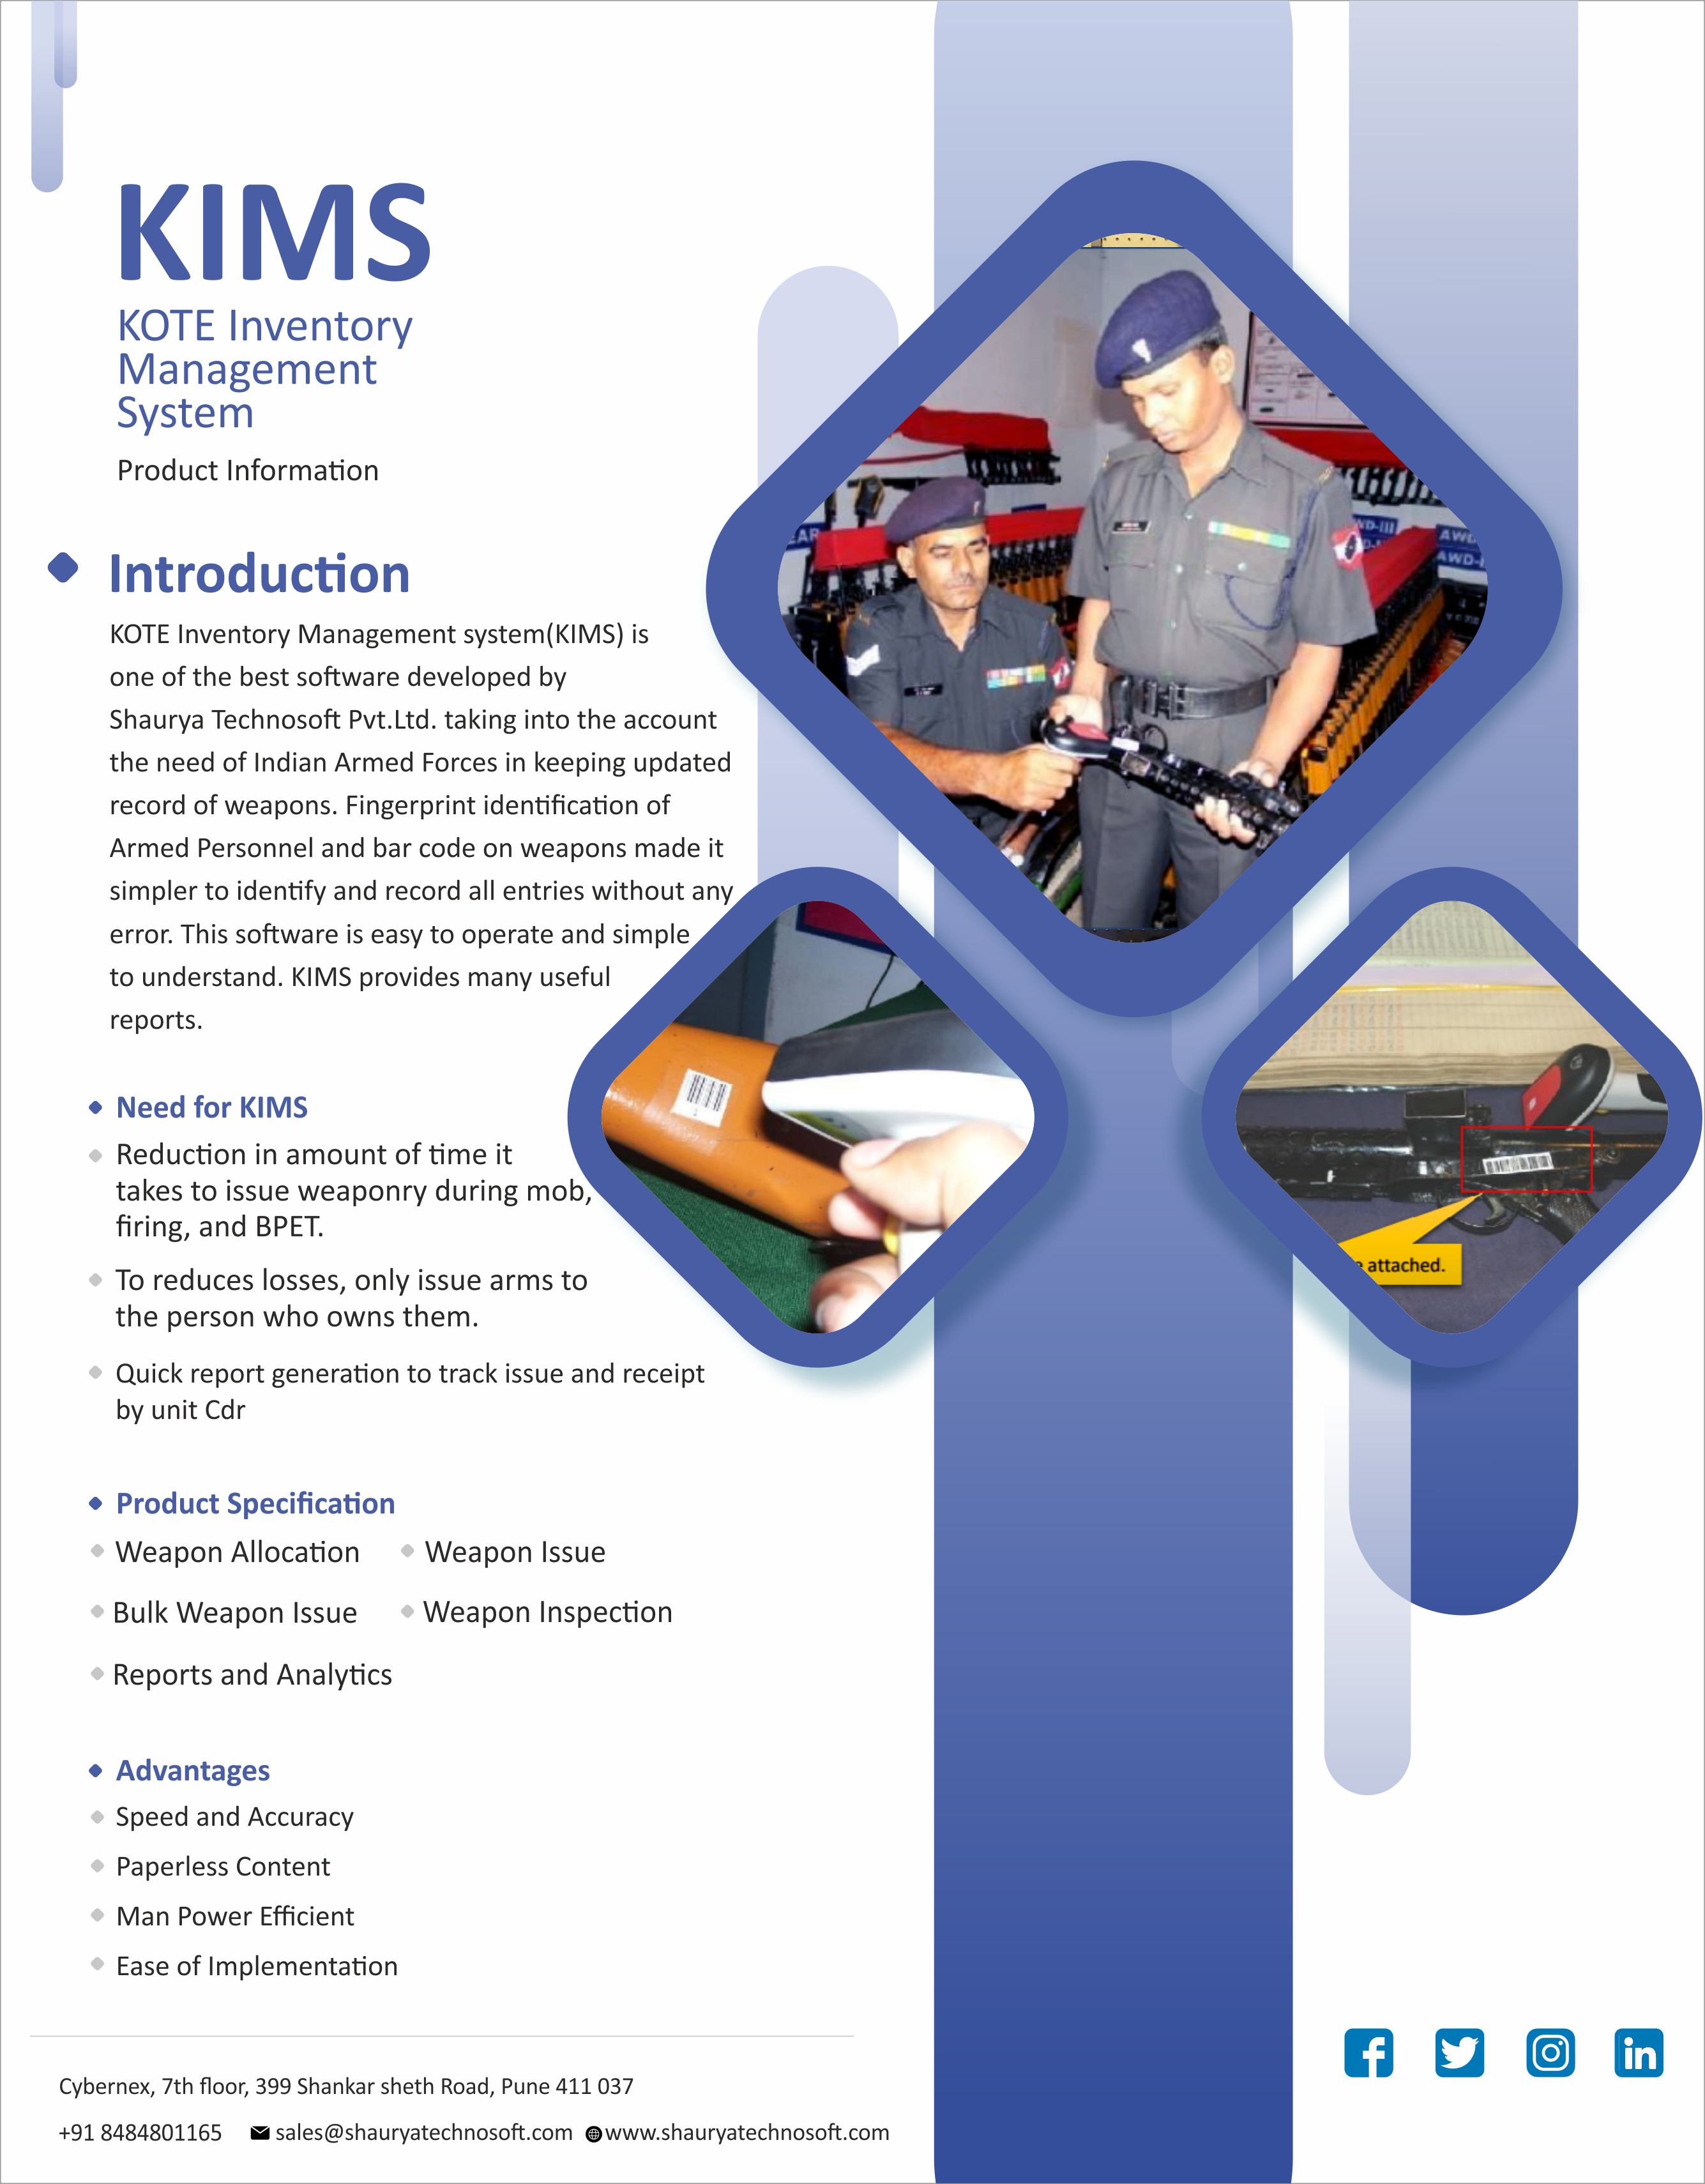 KIMS
KOTE Inventory
Management
System
Product Information
Introduction
KOTE Inventory Management system(KIMS) is
one of the best software developed by
Shaurya Technosoft Pvt.Ltd. taking into the account
the need of Indian Armed Forces in keeping updated
record of weapons. Fingerprint identification of
Armed Personnel and bar code on weapons made it
simpler to identify and record all entries without any
error. This software is easy to operate and simple
to understand. KIMS provides many useful
reports.
Need for KIMS
Reduction in amount of time it
takes to issue weaponry during mob,
firing, and BPET.
To reduces losses, only issue arms to
the person who owns them.
Quick report generation to track issue and receipt
by unit Cdr
Product Specification
Weapon Allocation
Weapon Issue
Bulk Weapon Issue
Weapon Inspection
Reports and Analytics
Advantages
Speed and Accuracy
Paperless Content
Man Power Efficient
Ease of Implementation
attached.
Cybernex, 7th floor, 399 Shankar sheth Road, Pune 411 037
+91 8484801165 sales@shauryatechnosoft.com www.shauryatechnosoft.com